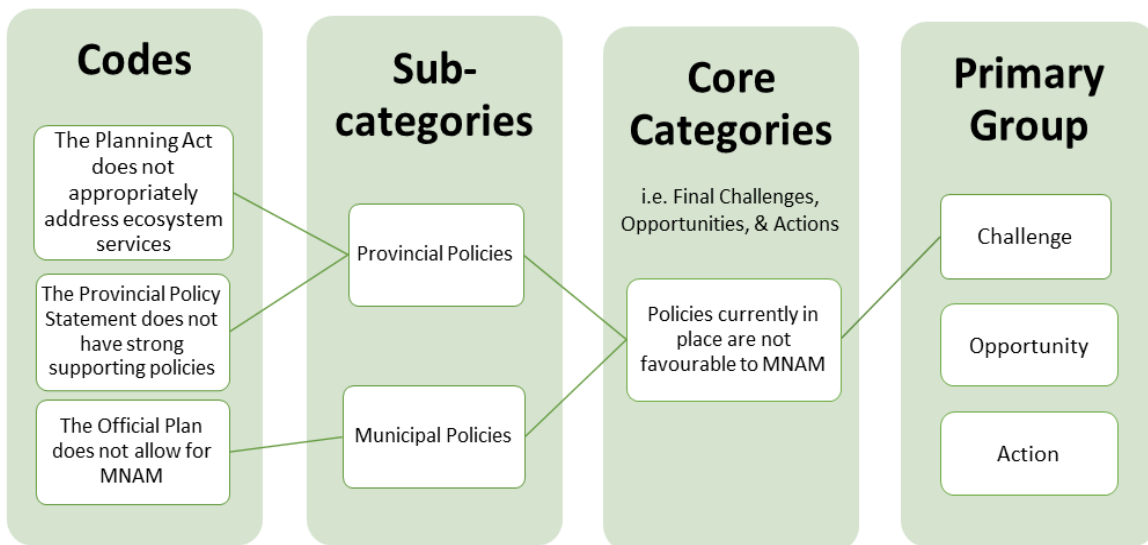 Codes
The Planning Act
does not
appropriately
address ecosystem
services
The Provincial Policy
Statement does not
have strong
supporting policies
The Official Plan
does not allow for
MNAM
Sub-
categories
Provincial Policies
Municipal Policies
Core
Categories
i.e. Final Challenges,
Opportunities, & Actions
Policies currently in
place are not
favourable to MNAM
Primary
Group
Challenge
Opportunity
Action